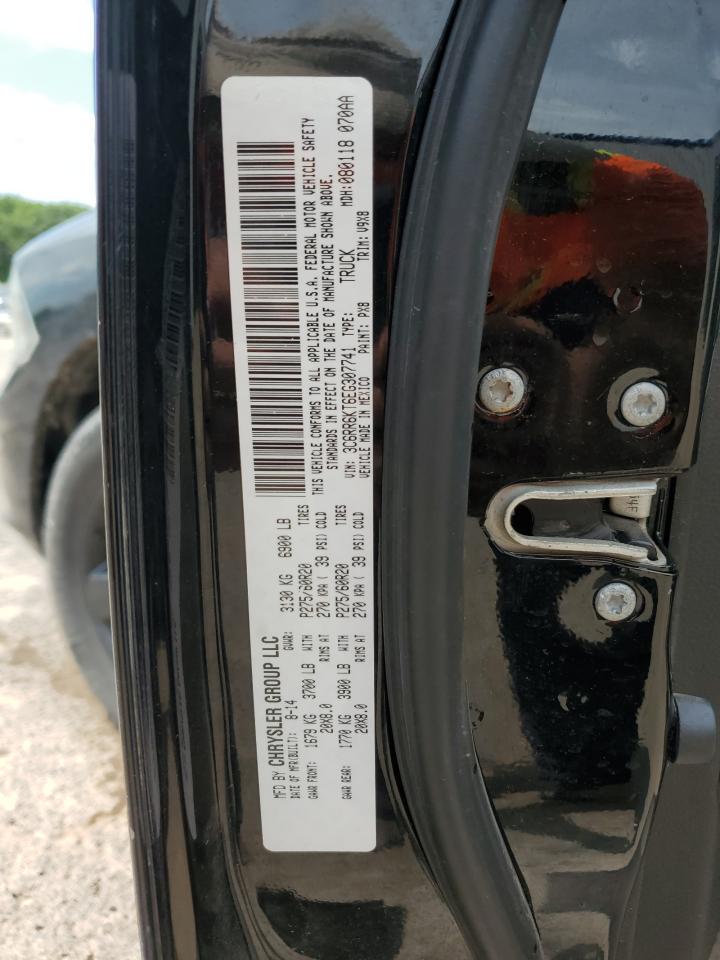 MFD BY CHRYSLER GROUP LLC
DATE OF MFR(BUILT): 8-14 GVWR: 3130 KG 6900 LB
GAWR FRONT: 1679 KG 3700 LB WITH P275/60R20 TIRES
20X8.0 RIMS AT 270 KPA ( 39 PSI) COLD
GAWR REAR: 1770 KG 3900 LB WITH P275/60R20 TIRES
20X8.0 RIMS AT 270 KPA ( 39 PSI) COLD
THIS VEHICLE CONFORMS TO ALL APPLICABLE U.S.A. FEDERAL MOTOR VEHICLE SAFETY
STANDARDS IN EFFECT ON THE DATE OF MANUFACTURE SHOWN ABOVE.
VIN: 3C6RR6KT6EG307741 TYPE: TRUCK MDH:080118 070AA
VEHICLE MADE IN MEXICO PAINT: PX8 TRIM: V9X8